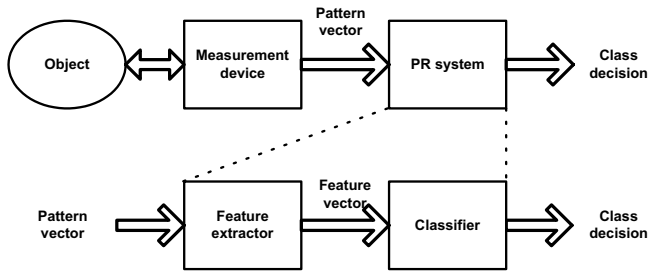 Pattern
vector
Object
Measurement
device
PR system
Class
decision
Pattern
vector
Feature
extractor
Feature
vector
Classifier
Class
decision